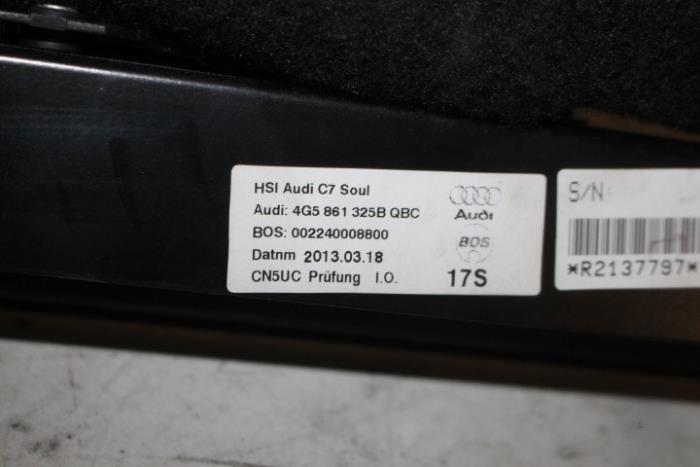 HSI Audi C7 Soul
Audi: 4G5 861 325B QBC
BOS: 002240008800
Datnm 2013.03.18
CN5UC Prüfung I.O.
Audi
BOS
17S
S/N:
*R2137797*